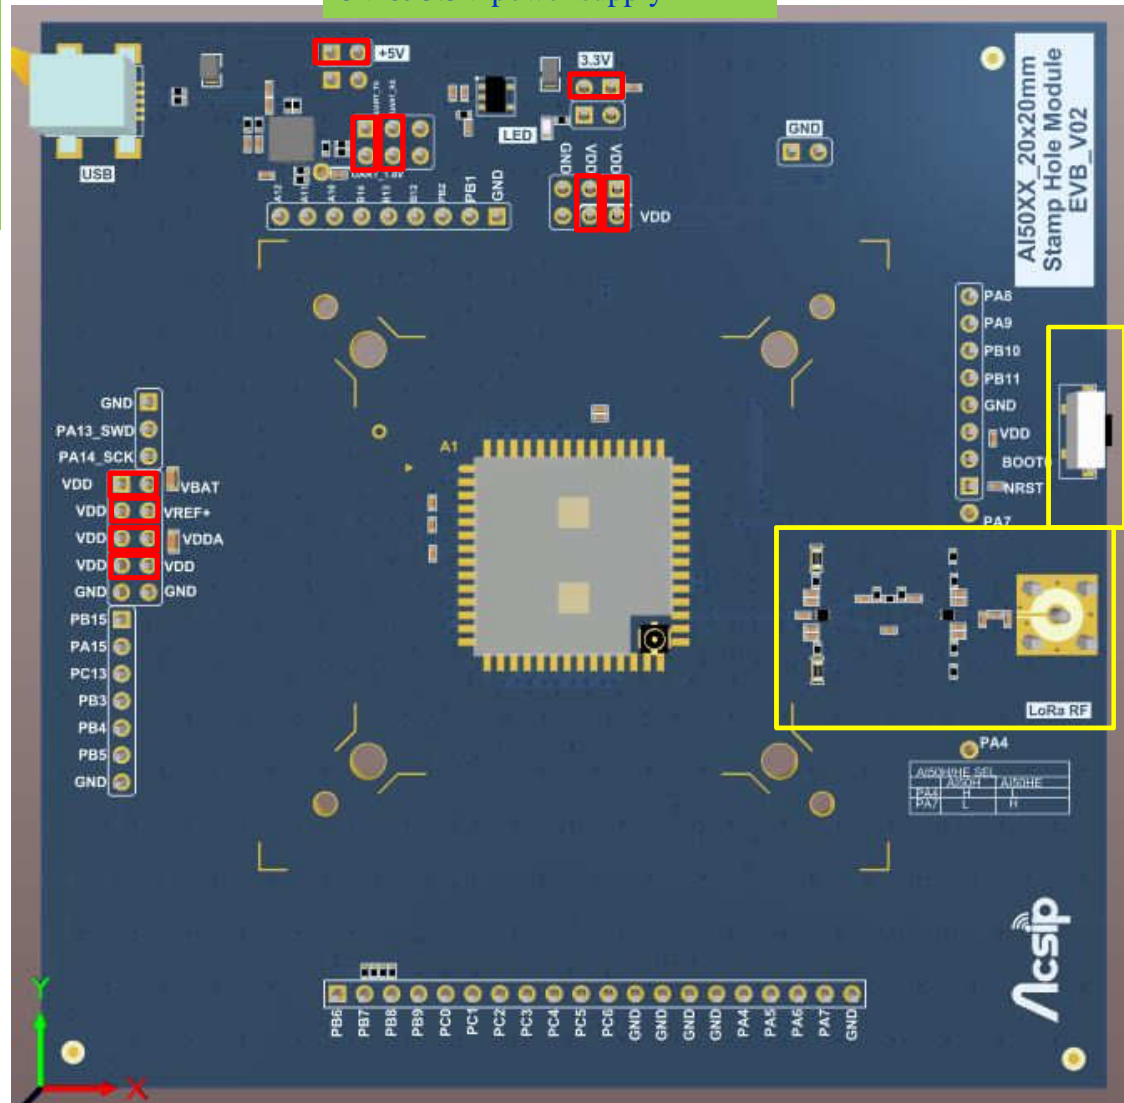 +5V
UART_TX
UART_RX
3.3V
LED
GND
USB
GND
VDD
VDD
VDD
PB2
PB1
GND
AI50XX_20x20mm
Stamp Hole Module
EVB_V02
PA8
PA9
PB10
PB11
GND
VDD
BOOT0
NRST
PA7
GND
PA13_SWD
PA14_SCK
VDD VBAT
VDD VREF+
VDD VDDA
VDD VDD
GND GND
PB15
PA15
PC13
PB3
PB4
PB5
GND
A1
LoRa RF
PA4
AI50H/HE SEL
AI50H AI50HE
PA4 H L
PA7 L H
Acsip
PB6 PB7 PB8 PB9 PC0 PC1 PC2 PC3 PC4 PC5 PC6 GND GND GND GND PA4 PA5 PA6 PA7 GND
Y
X